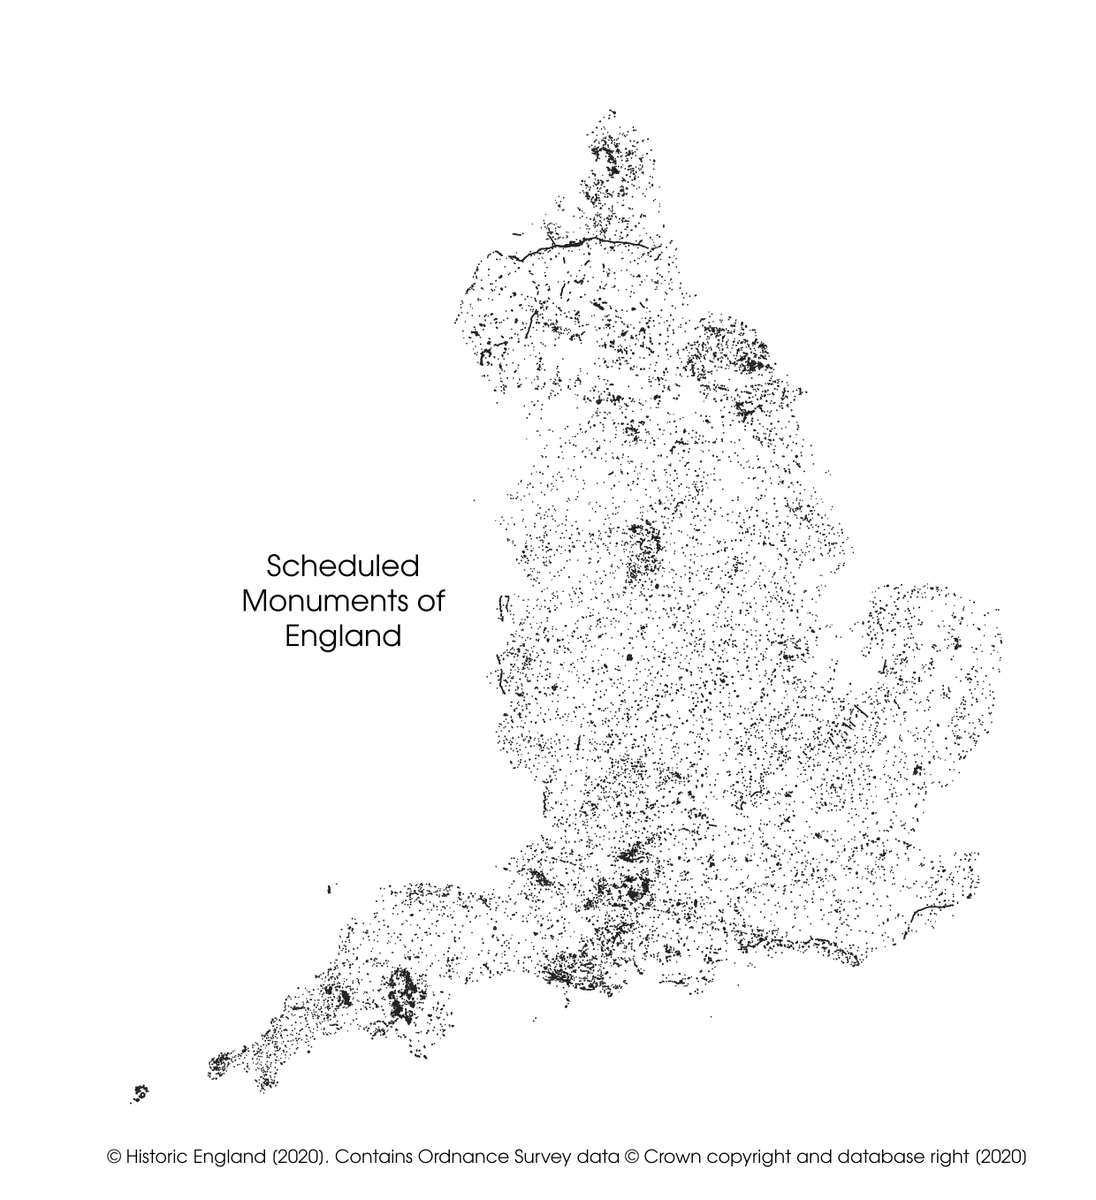 Scheduled
Monuments of
England
© Historic England (2020). Contains Ordnance Survey data © Crown copyright and database right (2020)